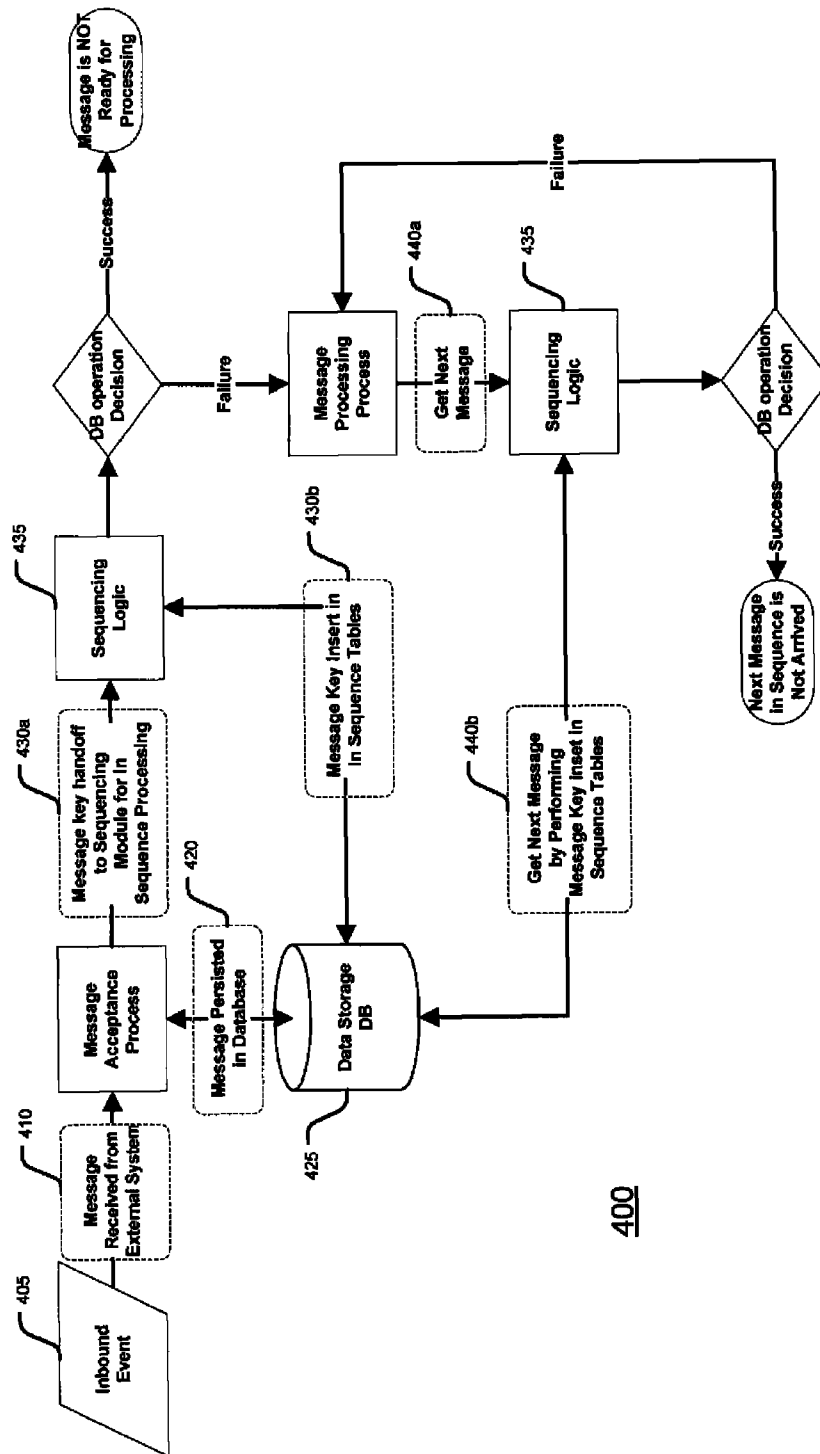 405
Inbound
Event
410
Message
Received from
External System
Message
Acceptance
Process
420
Message Persisted
in Database
425
Data Storage
DB
430a
Message key handoff
to Sequencing
Module for In
Sequence Processing
435
Sequencing
Logic
430b
Message Key Insert in
in Sequence Tables
DB operation
Decision
Success
Message is NOT
Ready for
Processing
Failure
Message
Processing
Process
440a
Get Next
Message
435
Sequencing
Logic
440b
Get Next Message
by Performing
Message Key Inset in
Sequence Tables
DB operation
Decision
Failure
Success
Next Message
in Sequence is
Not Arrived
400